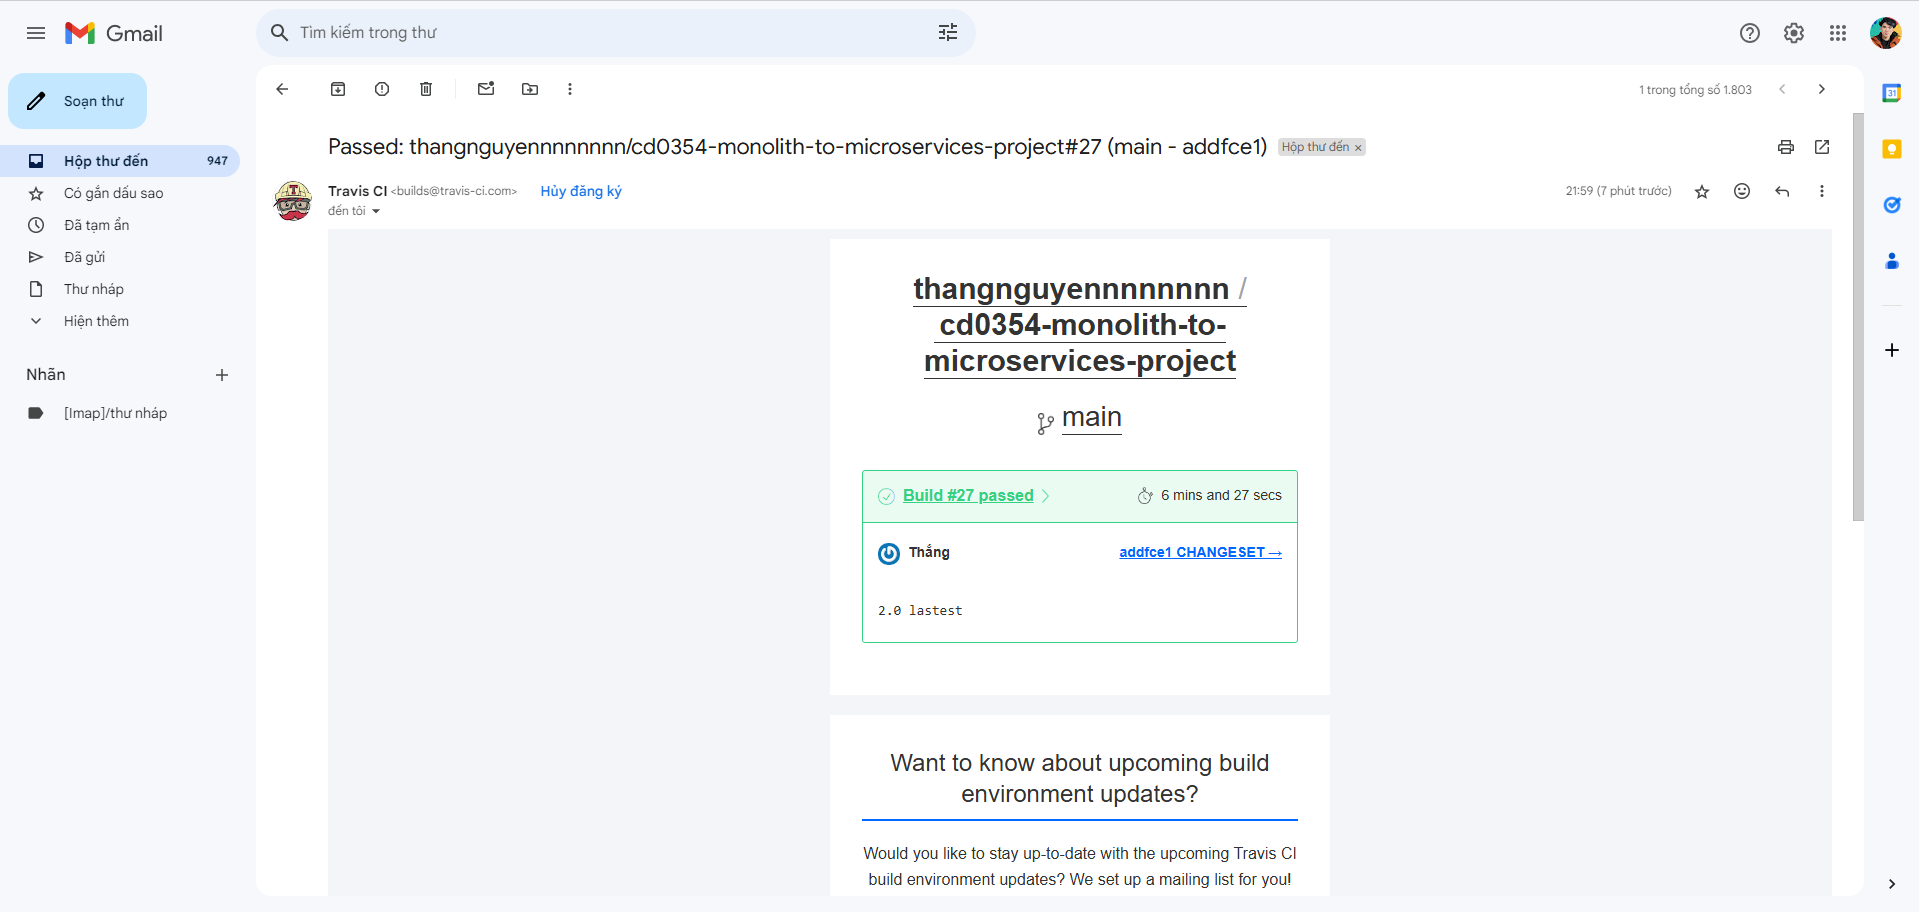 Gmail
Tìm kiếm trong thư
Soạn thư
Hộp thư đến 947
Có gắn dấu sao
Đã tạm ẩn
Đã gửi
Thư nháp
Hiện thêm
Nhãn
[Imap]/thư nháp
1 trong tổng số 1.803
Passed: thangnguyennnnnnnn/cd0354-monolith-to-microservices-project#27 (main - addfce1) Hộp thư đến ×
Travis CI <builds@travis-ci.com> Hủy đăng ký
21:59 (7 phút trước)
đến tôi
thangnguyennnnnnnn /
cd0354-monolith-to-
microservices-project
main
Build #27 passed
6 mins and 27 secs
Thắng
addfce1 CHANGESET →
2.0 lastest
Want to know about upcoming build
environment updates?
Would you like to stay up-to-date with the upcoming Travis CI
build environment updates? We set up a mailing list for you!
31